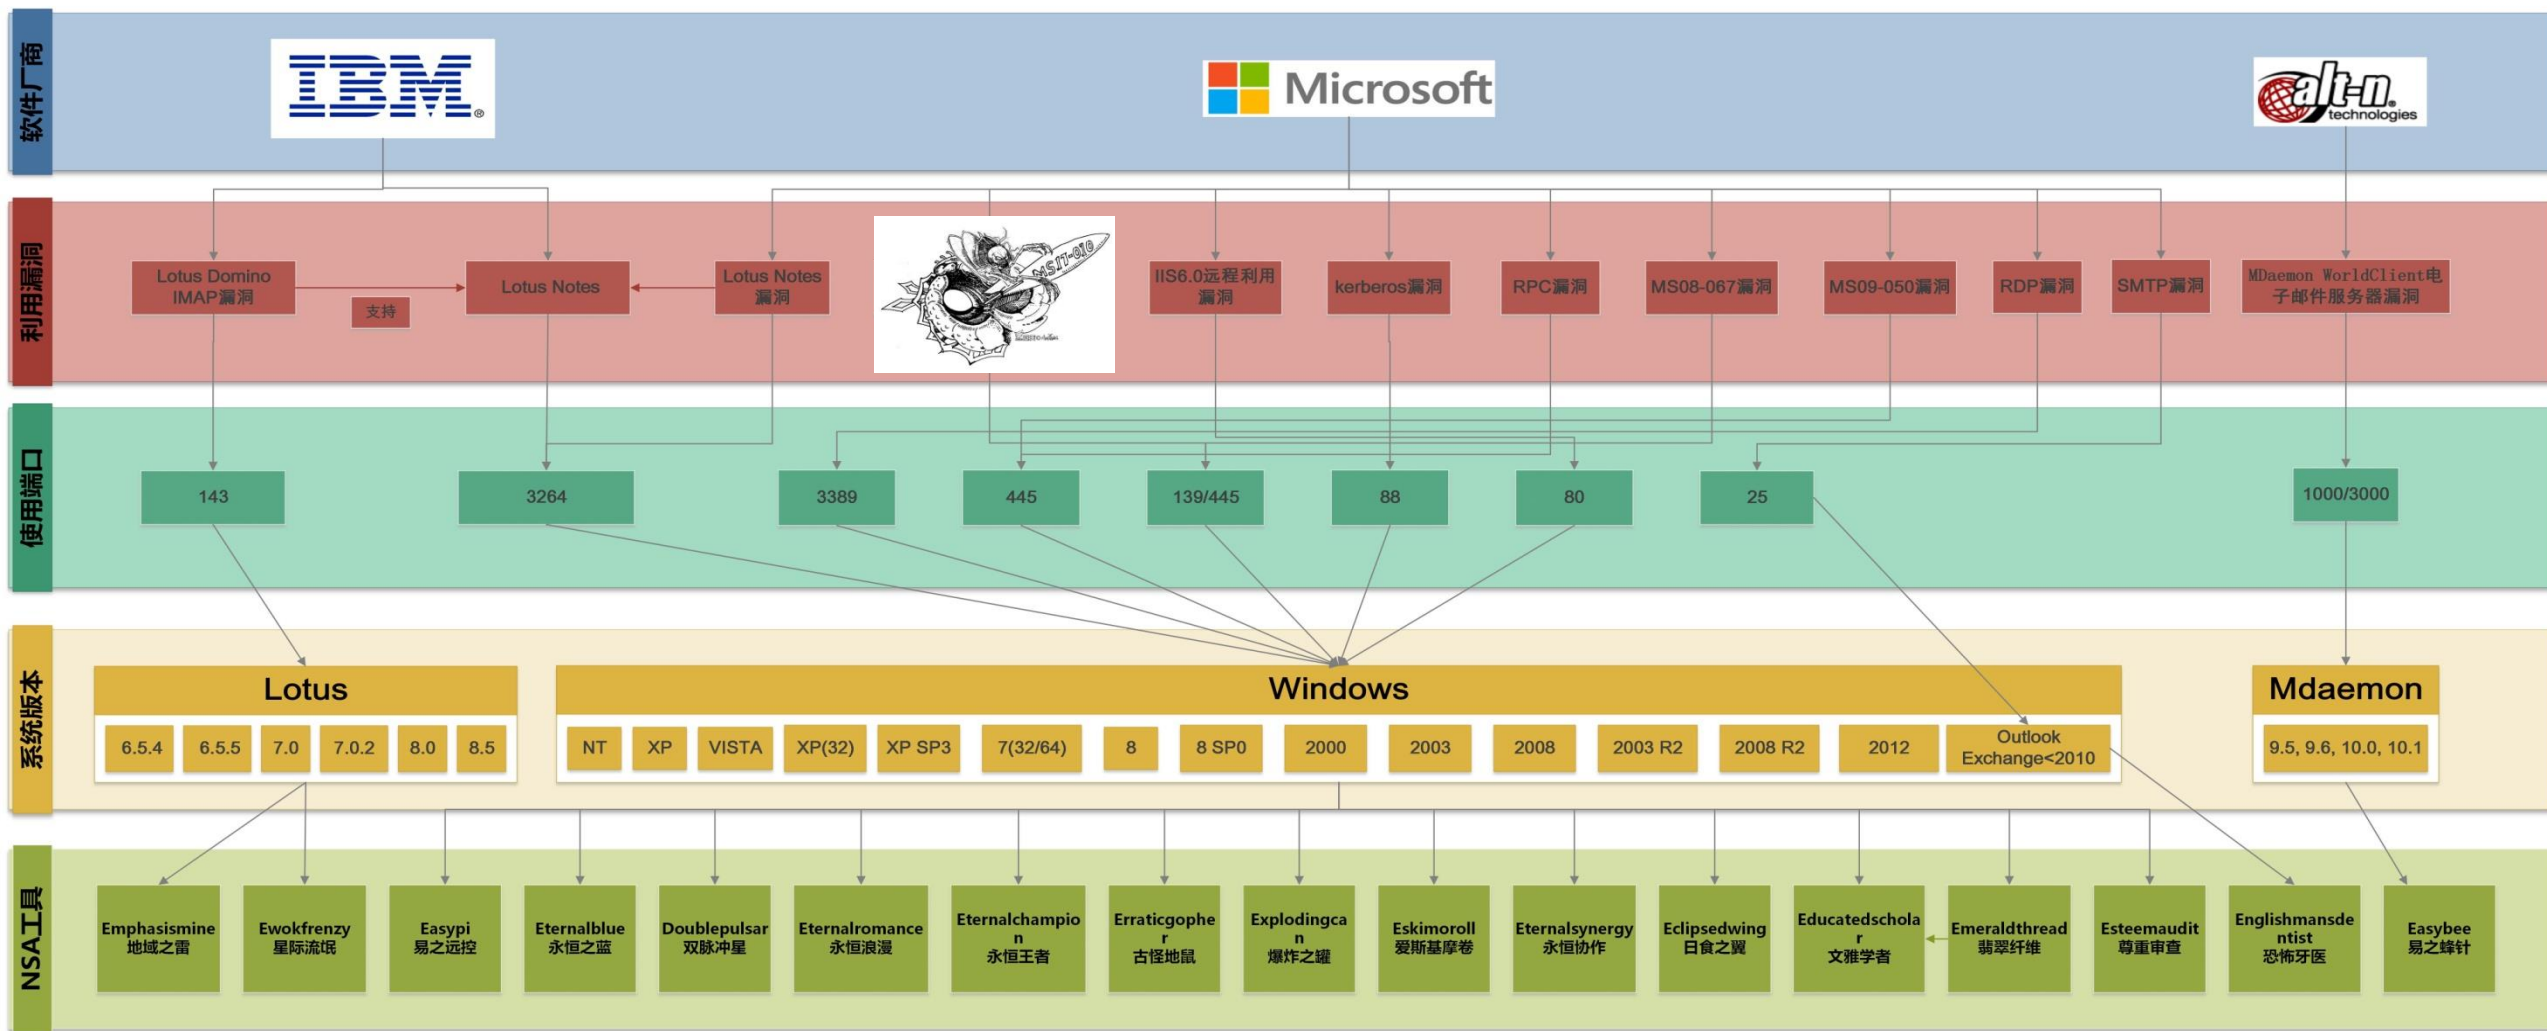 软件厂商
IBM®
Microsoft
alt-n®
technologies
利用漏洞
Lotus Domino
IMAP漏洞
支持
Lotus Notes
Lotus Notes
漏洞
MS17-010
IIS6.0远程利用
漏洞
kerberos漏洞
RPC漏洞
MS08-067漏洞
MS09-050漏洞
RDP漏洞
SMTP漏洞
MDaemon WorldClient电
子邮件服务器漏洞
使用端口
143
3264
3389
445
139/445
88
80
25
1000/3000
系统版本
Lotus
6.5.4
6.5.5
7.0
7.0.2
8.0
8.5
Windows
NT
XP
VISTA
XP(32)
XP SP3
7(32/64)
8
8 SP0
2000
2003
2008
2003 R2
2008 R2
2012
Outlook
Exchange<2010
Mdaemon
9.5, 9.6, 10.0, 10.1
NSA工具
Emphasismine
地域之雷
Ewokfrenzy
星际流氓
Easypi
易之远控
Eternalblue
永恒之蓝
Doublepulsar
双脉冲星
Eternalromance
永恒浪漫
Eternalchampio
n
永恒王者
Erraticgophe
r
古怪地鼠
Explodingca
n
爆炸之罐
Eskimoroll
爱斯基摩卷
Eternalsynergy
永恒协作
Eclipsedwing
日食之翼
Educatedschola
r
文雅学者
Emeraldthread
翡翠纤维
Esteemaudit
尊重审查
Englishmansde
ntist
恐怖牙医
Easybee
易之蜂针